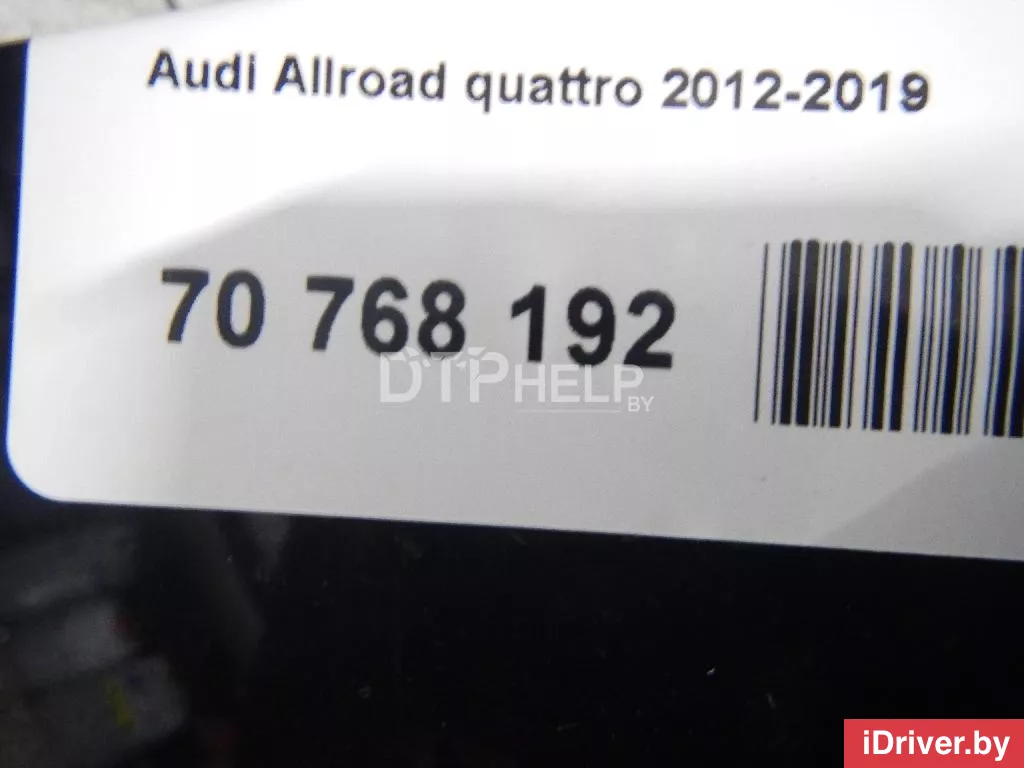 Audi Allroad quattro 2012-2019
70 768 192
DTPHELP
BY
iDriver.by